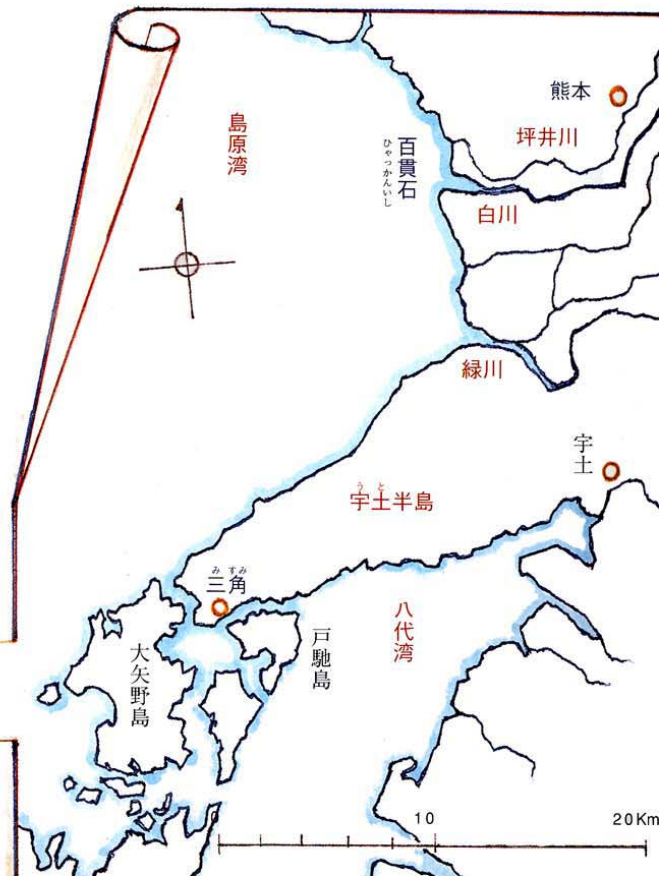 熊本
坪井川
島原湾
百貫石
ひゃっかんいし
白川
緑川
宇土
うと
宇土半島
みすみ
三角
八代湾
戸馳島
大矢野島
10
20Km